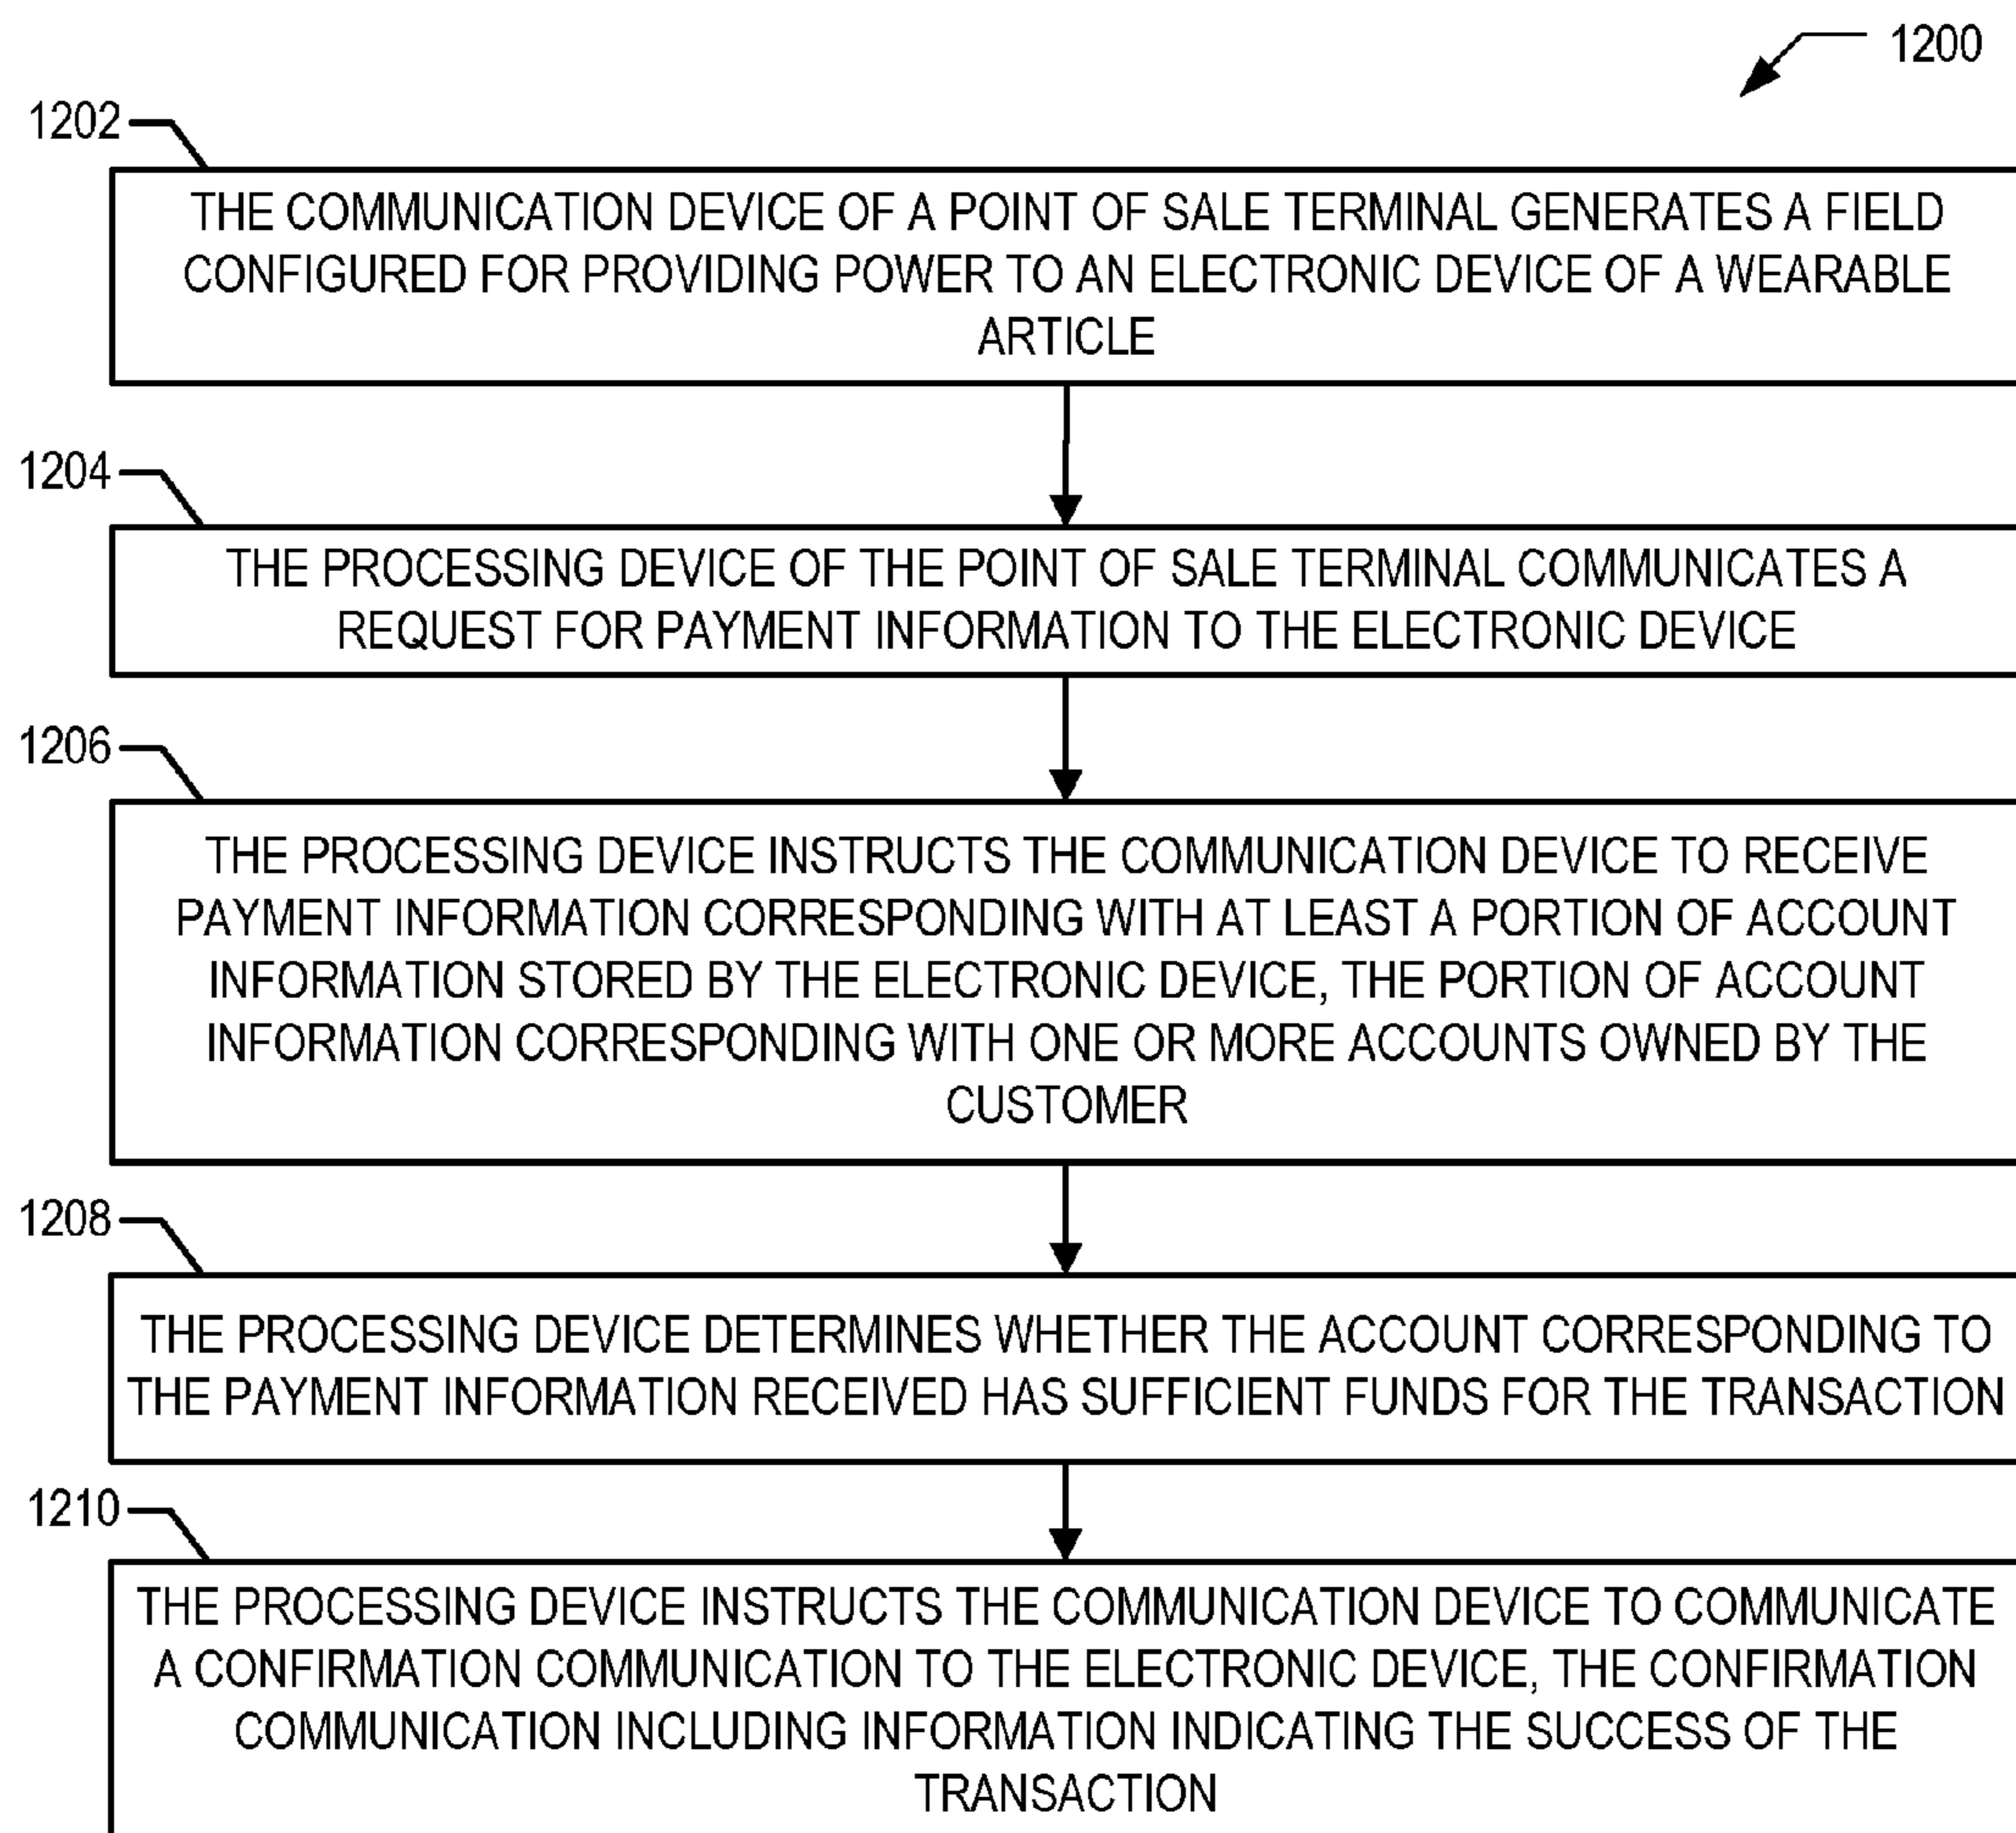 1200
1202
THE COMMUNICATION DEVICE OF A POINT OF SALE TERMINAL GENERATES A FIELD
CONFIGURED FOR PROVIDING POWER TO AN ELECTRONIC DEVICE OF A WEARABLE
ARTICLE
1204
THE PROCESSING DEVICE OF THE POINT OF SALE TERMINAL COMMUNICATES A
REQUEST FOR PAYMENT INFORMATION TO THE ELECTRONIC DEVICE
1206
THE PROCESSING DEVICE INSTRUCTS THE COMMUNICATION DEVICE TO RECEIVE
PAYMENT INFORMATION CORRESPONDING WITH AT LEAST A PORTION OF ACCOUNT
INFORMATION STORED BY THE ELECTRONIC DEVICE, THE PORTION OF ACCOUNT
INFORMATION CORRESPONDING WITH ONE OR MORE ACCOUNTS OWNED BY THE
CUSTOMER
1208
THE PROCESSING DEVICE DETERMINES WHETHER THE ACCOUNT CORRESPONDING TO
THE PAYMENT INFORMATION RECEIVED HAS SUFFICIENT FUNDS FOR THE TRANSACTION
1210
THE PROCESSING DEVICE INSTRUCTS THE COMMUNICATION DEVICE TO COMMUNICATE
A CONFIRMATION COMMUNICATION TO THE ELECTRONIC DEVICE, THE CONFIRMATION
COMMUNICATION INCLUDING INFORMATION INDICATING THE SUCCESS OF THE
TRANSACTION